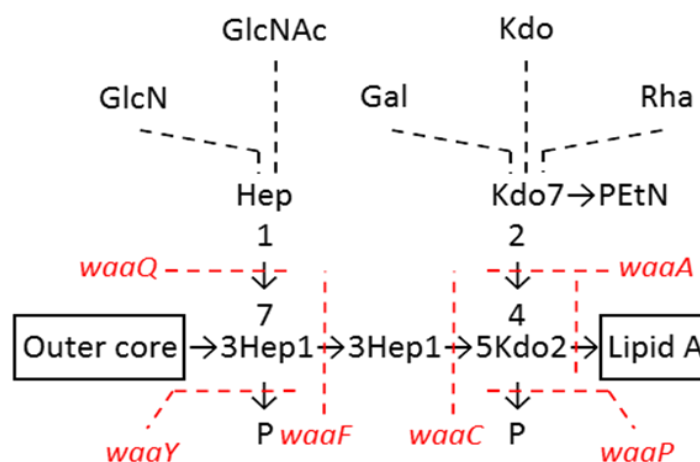 GlcNAc Kdo
GlcN Gal Rha
Hep Kdo7→PEtN
1 2
waaQ waaA
7 4
Outer core →3Hep1→3Hep1→5Kdo2→ Lipid A
waaY P waaF waaC P waaP